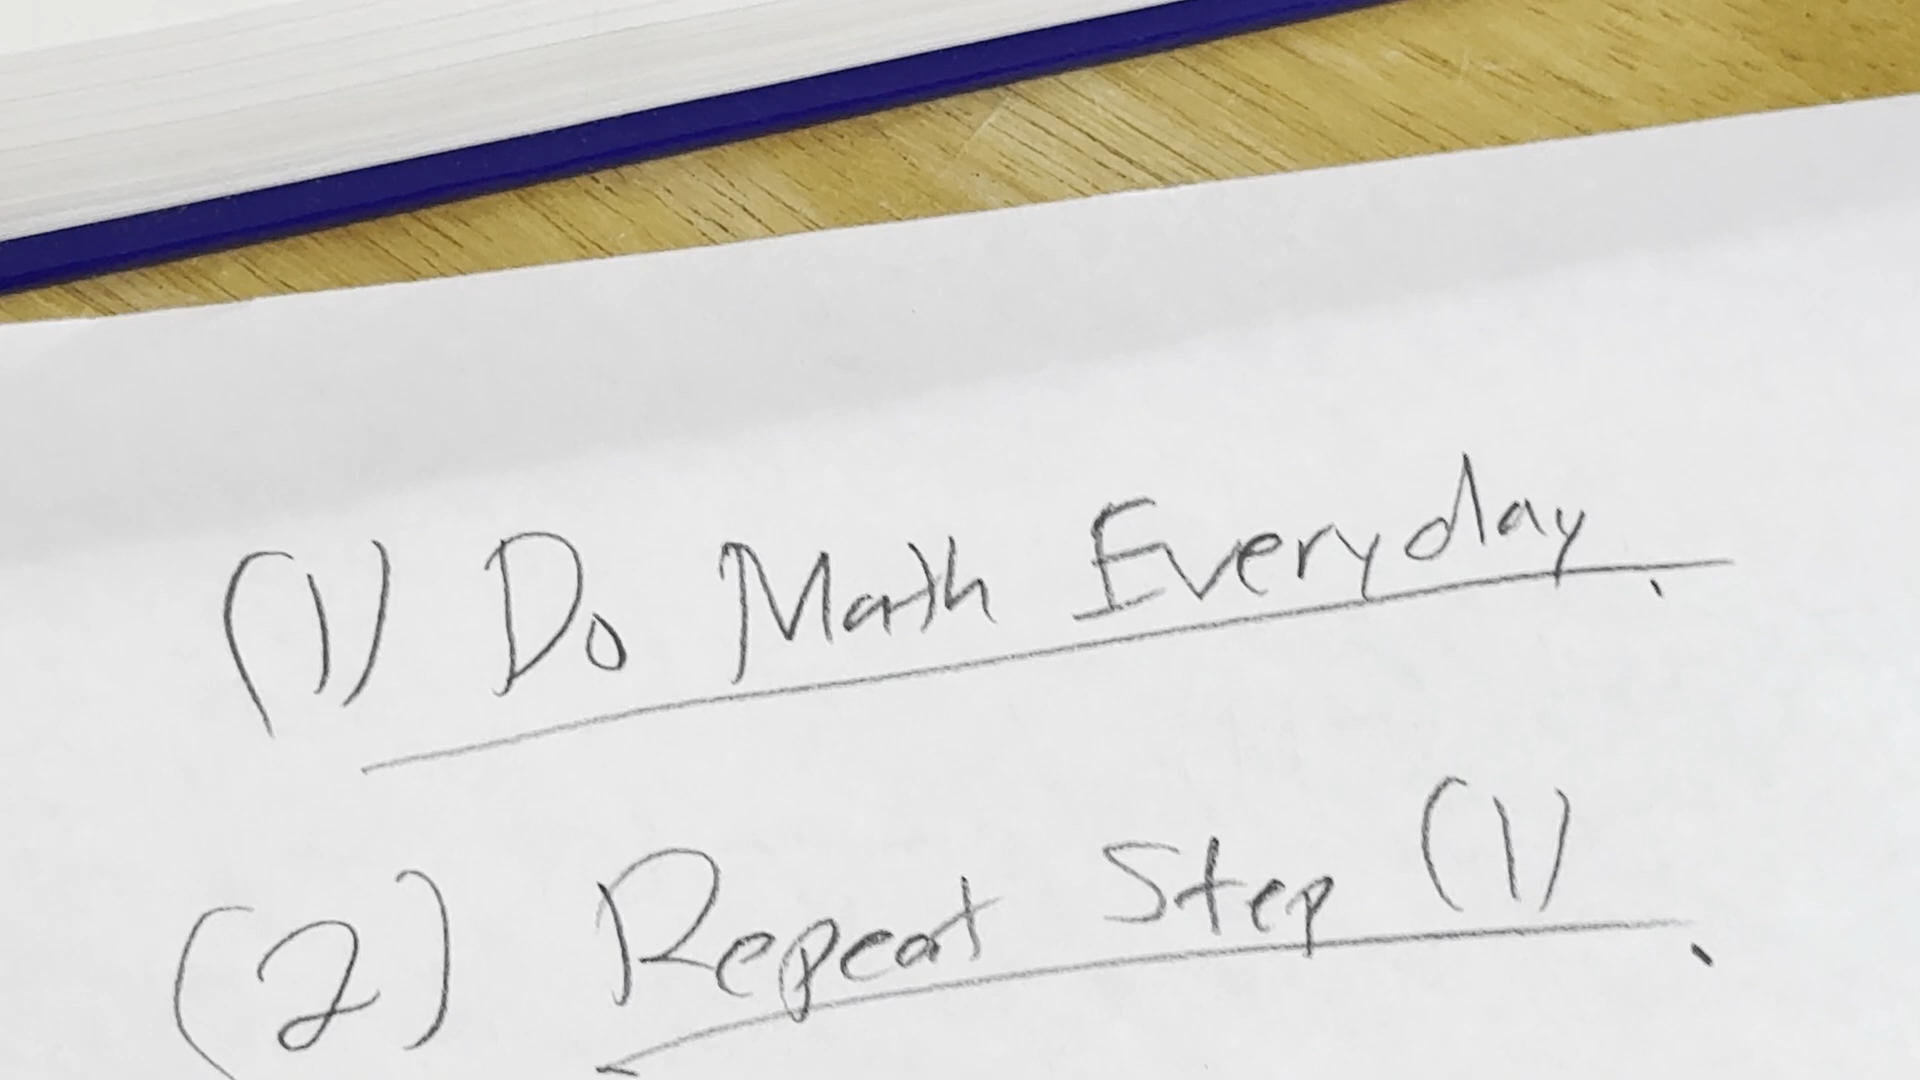 (1) Do Math Everyday.
(2) Repeat Step (1).